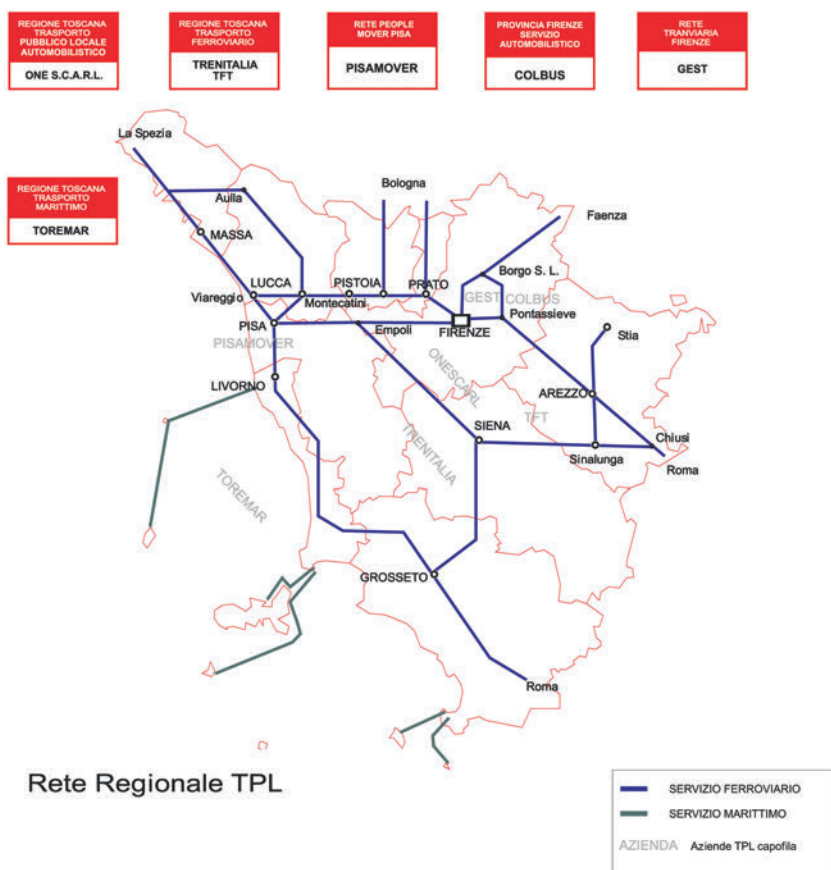 REGIONE TOSCANA
TRASPORTO
PUBBLICO LOCALE
AUTOMOBILISTICO
ONE S.C.A.R.L.
REGIONE TOSCANA
TRASPORTO
FERROVIARIO
TRENITALIA
TFT
RETE PEOPLE
MOVER PISA
PISAMOVER
PROVINCIA FIRENZE
SERVIZIO
AUTOMOBILISTICO
COLBUS
RETE
TRANVIARIA
FIRENZE
GEST
REGIONE TOSCANA
TRASPORTO
MARITTIMO
TOREMAR
La Spezia
Aulla
Bologna
Faenza
MASSA
Borgo S. L.
LUCCA
PISTOIA
PRATO
GEST
COLBUS
Viareggio
Montecatini
Pontassieve
PISA
Empoli
FIRENZE
Stia
PISAMOVER
ONESCARL
LIVORNO
AREZZO
TFT
SIENA
TRENITALIA
Chiusi
Sinalunga
Roma
TOREMAR
GROSSETO
Roma
Rete Regionale TPL
SERVIZIO FERROVIARIO
SERVIZIO MARITTIMO
AZIENDA Aziende TPL capofila